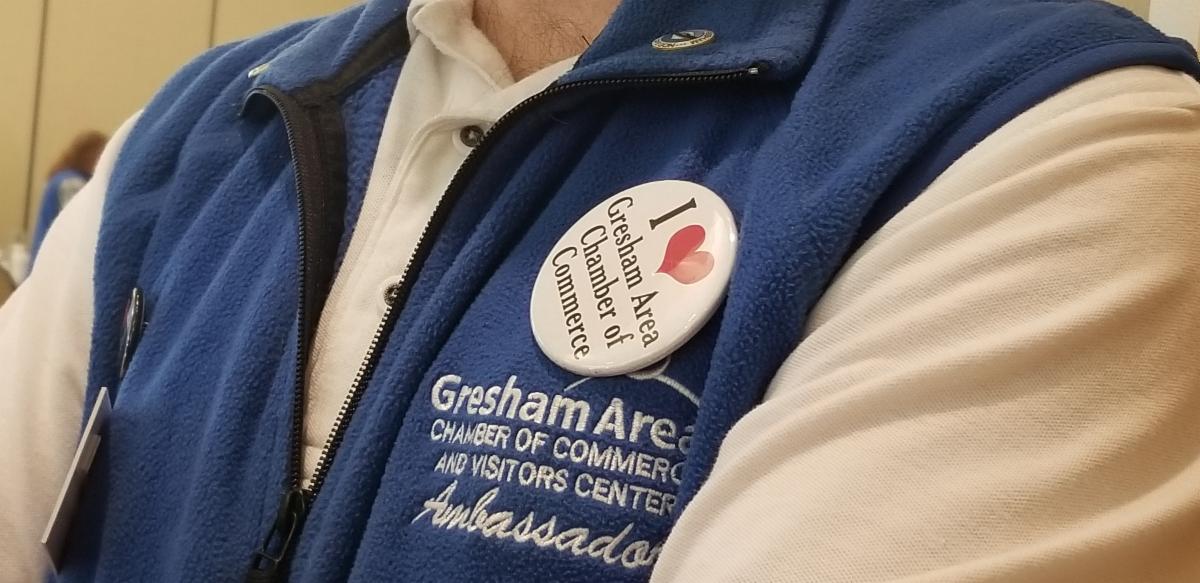 I
Gresham Area
Chamber of
Commerce
Gresham Area
CHAMBER OF COMMERC
AND VISITORS CENTER
Ambassador